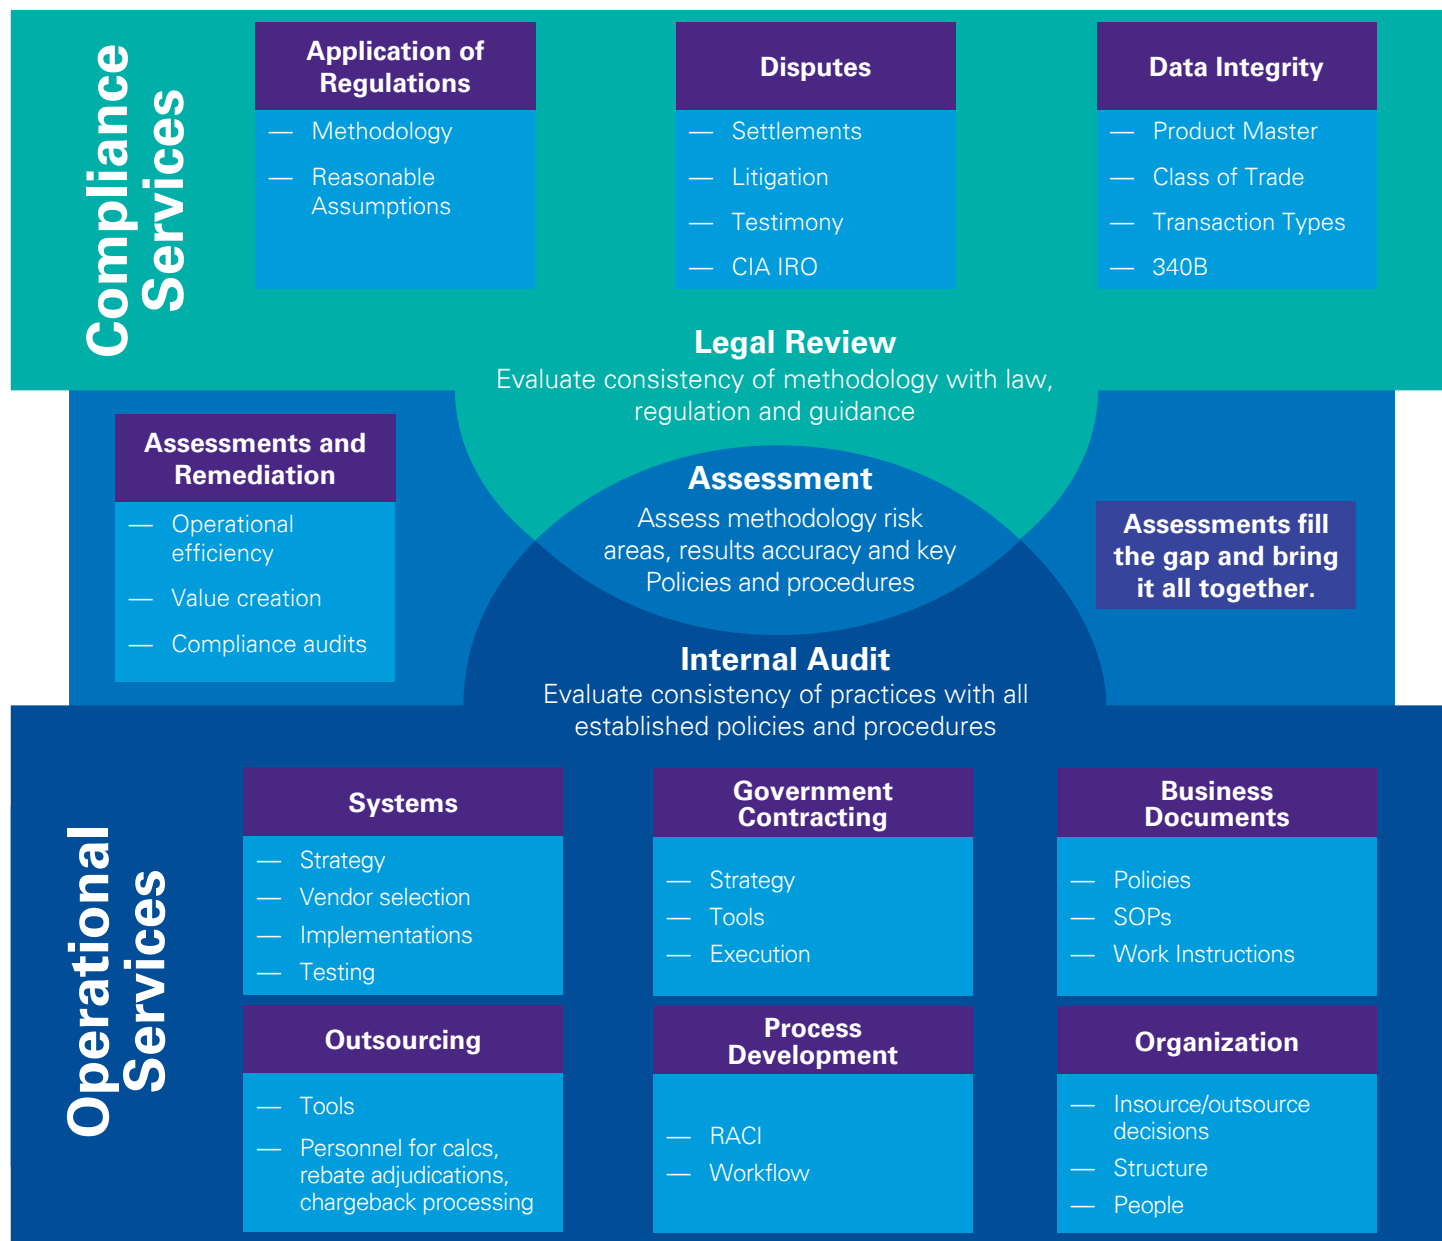 Compliance
Services
Application of
Regulations
— Methodology
— Reasonable
Assumptions
Disputes
— Settlements
— Litigation
— Testimony
— CIA IRO
Data Integrity
— Product Master
— Class of Trade
— Transaction Types
— 340B
Legal Review
Evaluate consistency of methodology with law,
regulation and guidance
Assessments and
Remediation
— Operational
efficiency
— Value creation
— Compliance audits
Assessment
Assess methodology risk
areas, results accuracy and key
Policies and procedures
Assessments fill
the gap and bring
it all together.
Internal Audit
Evaluate consistency of practices with all
established policies and procedures
Operational
Services
Systems
— Strategy
— Vendor selection
— Implementations
— Testing
Government
Contracting
— Strategy
— Tools
— Execution
Business
Documents
— Policies
— SOPs
— Work Instructions
Outsourcing
— Tools
— Personnel for calcs,
rebate adjudications,
chargeback processing
Process
Development
— RACI
— Workflow
Organization
— Insource/outsource
decisions
— Structure
— People